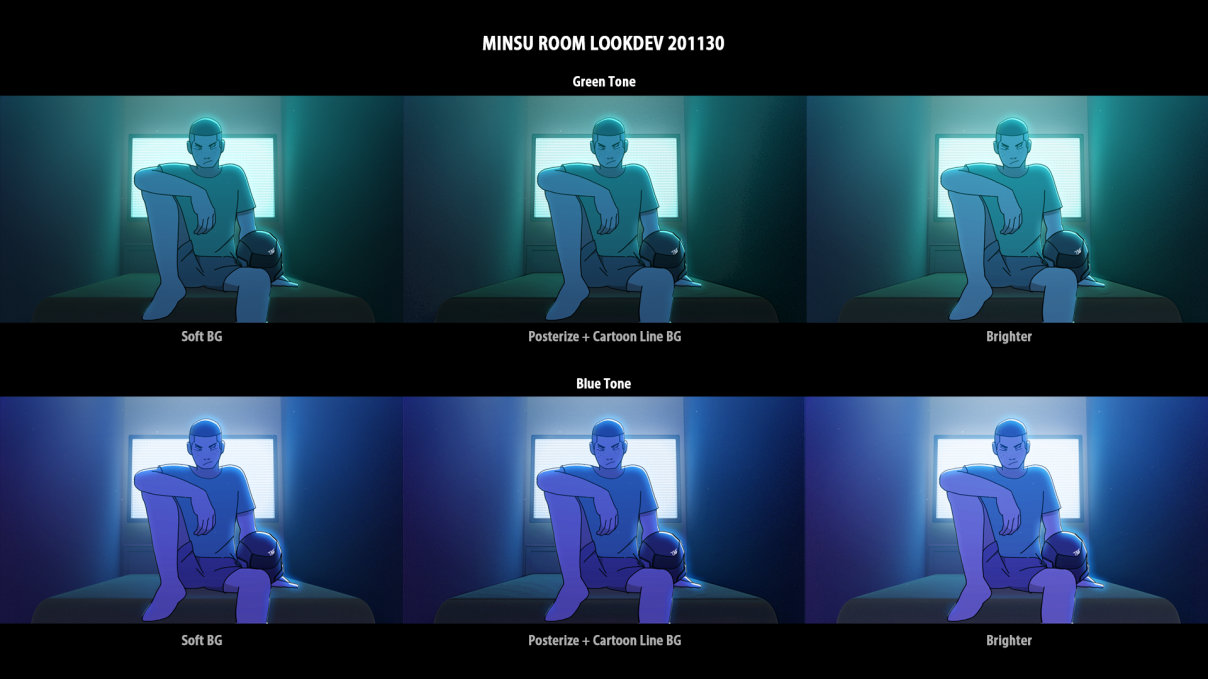 MINSU ROOM LOOKDEV 201130
Green Tone
Soft BG
Posterize + Cartoon Line BG
Brighter
Blue Tone
Soft BG
Posterize + Cartoon Line BG
Brighter